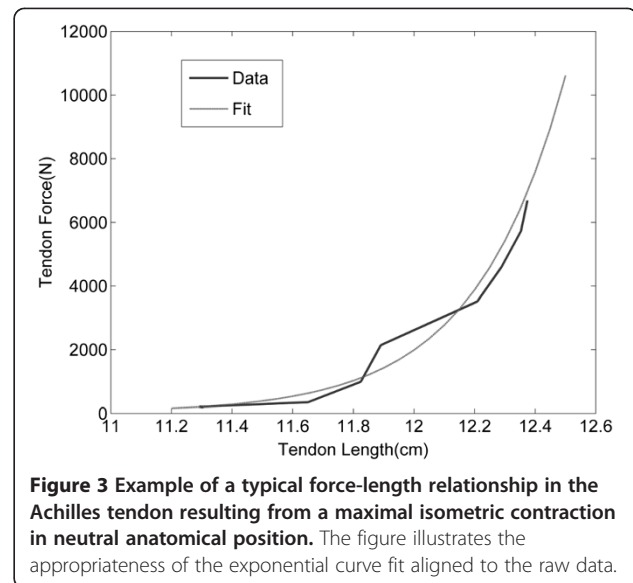 12000
10000
8000
6000
4000
2000
0
Tendon Force(N)
Data
Fit
11 11.2 11.4 11.6 11.8 12 12.2 12.4 12.6
Tendon Length(cm)
Figure 3 Example of a typical force-length relationship in the
Achilles tendon resulting from a maximal isometric contraction
in neutral anatomical position. The figure illustrates the
appropriateness of the exponential curve fit aligned to the raw data.